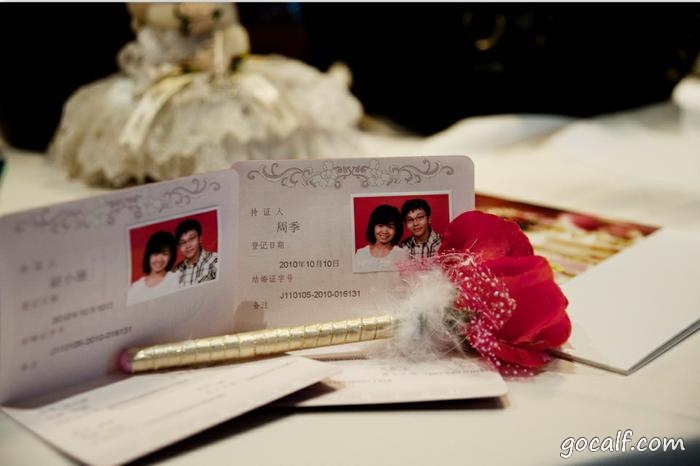 持证人
登记日期
2010年10月10日
结婚证字号
J110105-2010-016131
备注
持证人
周季
登记日期
2010年10月10日
结婚证字号
J110105-2010-016131
备注
gocalf.com/